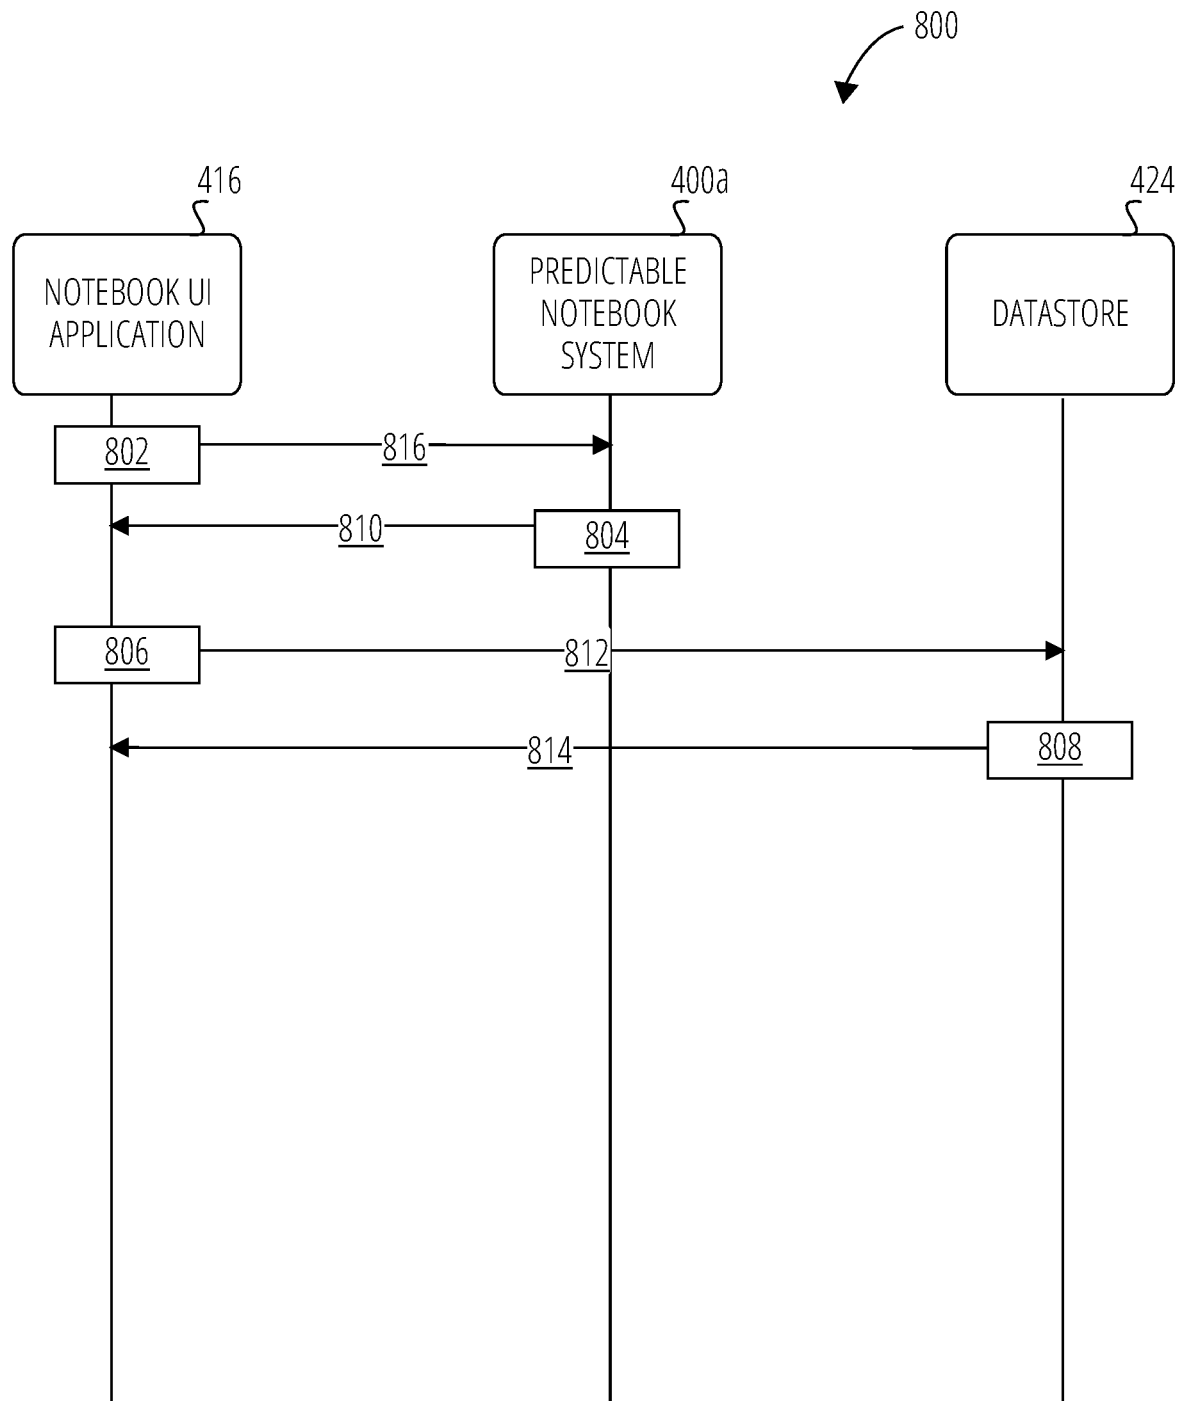 800
416
400a
424
NOTEBOOK UI
APPLICATION
PREDICTABLE
NOTEBOOK
SYSTEM
DATASTORE
802
816
810
804
806
812
814
808